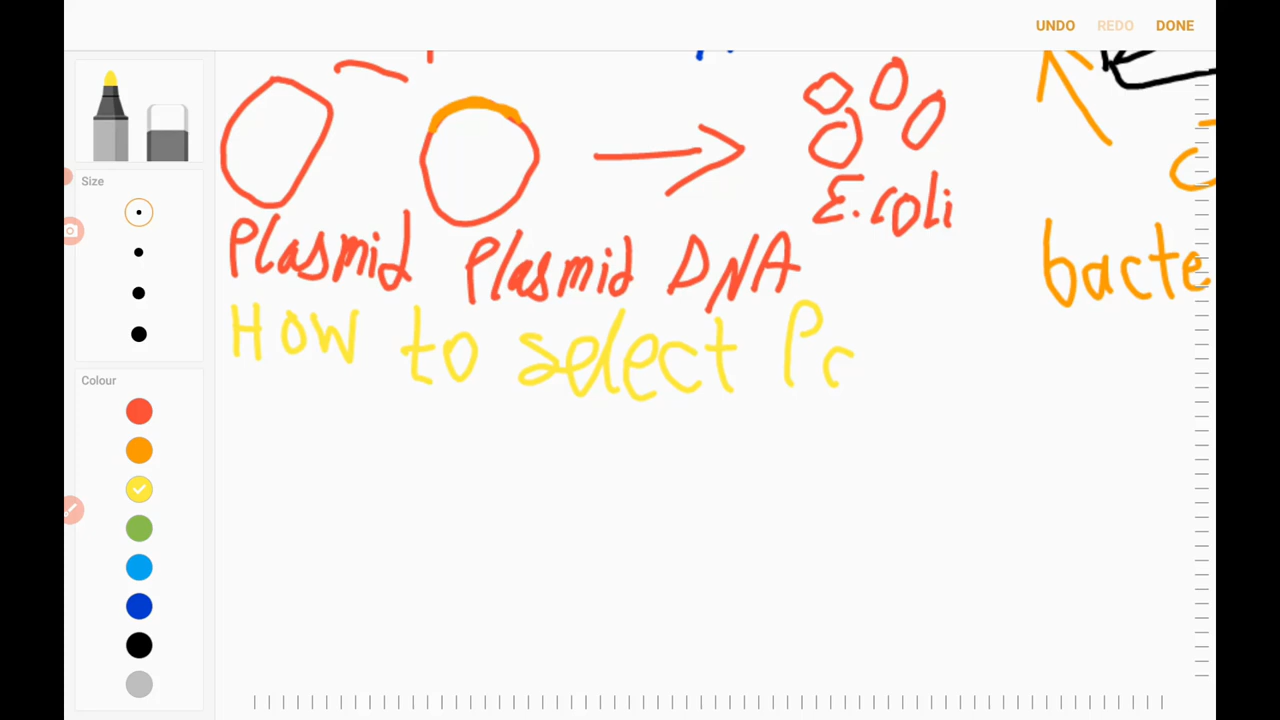 UNDO REDO DONE
Size
Colour
E.coli
Plasmid Plasmid DNA
bacte
How to select Pc